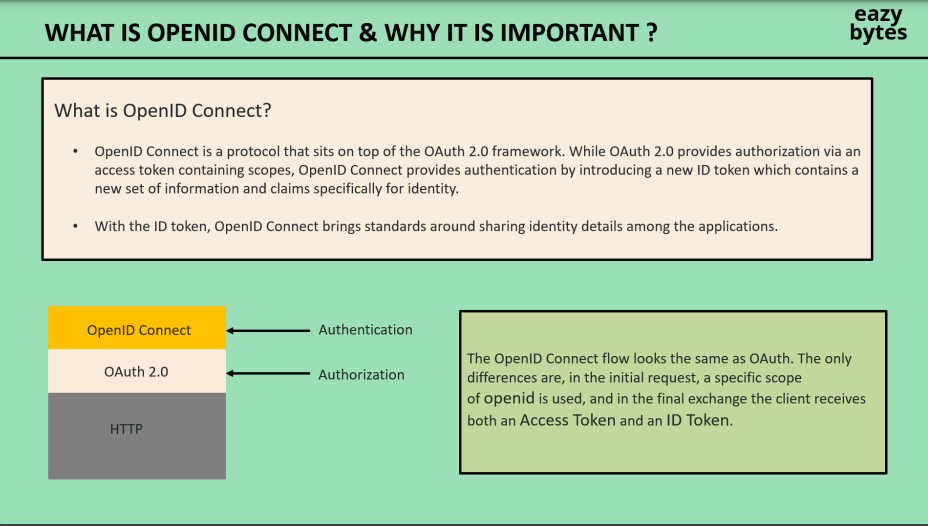 WHAT IS OPENID CONNECT & WHY IT IS IMPORTANT ?
eazy
bytes
What is OpenID Connect?
• OpenID Connect is a protocol that sits on top of the OAuth 2.0 framework. While OAuth 2.0 provides authorization via an
access token containing scopes, OpenID Connect provides authentication by introducing a new ID token which contains a
new set of information and claims specifically for identity.
• With the ID token, OpenID Connect brings standards around sharing identity details among the applications.
OpenID Connect
Authentication
OAuth 2.0
Authorization
HTTP
The OpenID Connect flow looks the same as OAuth. The only
differences are, in the initial request, a specific scope
of openid is used, and in the final exchange the client receives
both an Access Token and an ID Token.